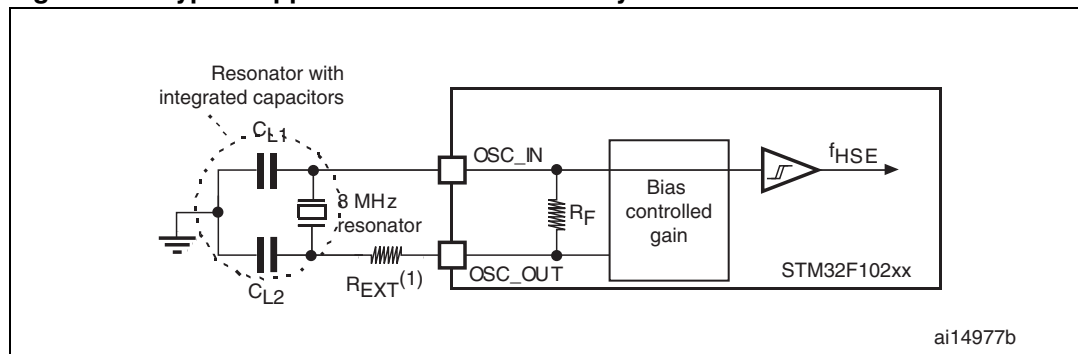 Resonator with
integrated capacitors
CL1
OSC_IN
fHSE
8 MHz
resonator
RF
Bias
controlled
gain
REXT(1)
OSC_OUT
STM32F102xx
CL2
ai14977b